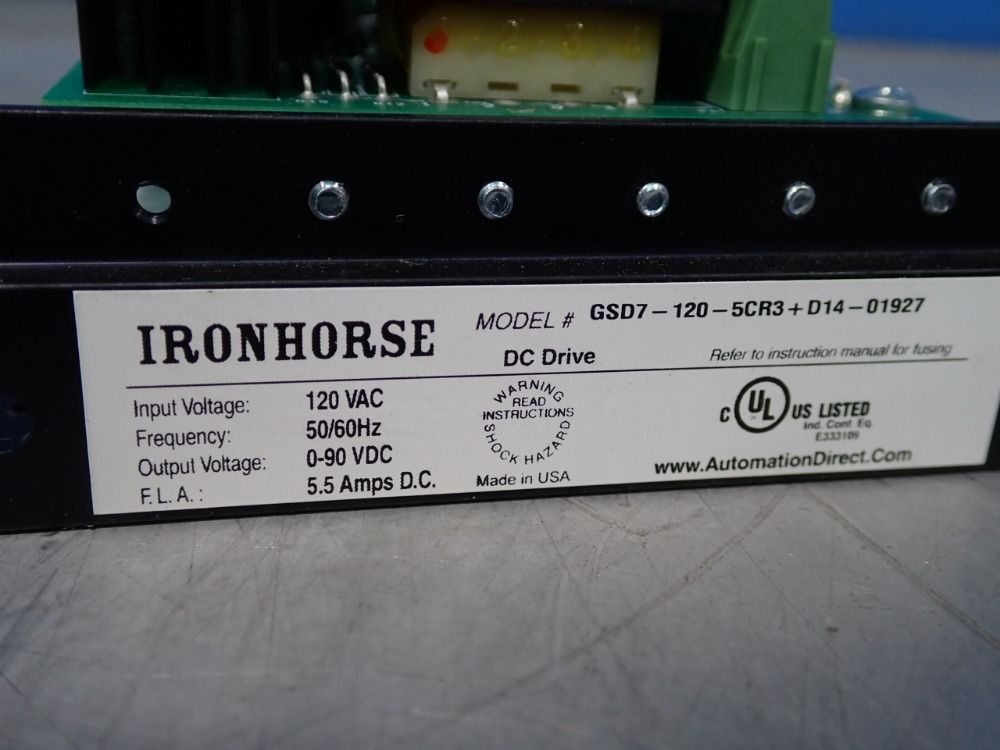 IRONHORSE
MODEL # GSD7-120-5CR3+D14-01927
DC Drive
Refer to instruction manual for fusing
Input Voltage: 120 VAC
Frequency: 50/60Hz
Output Voltage: 0-90 VDC
F.L.A.: 5.5 Amps D.C.
WARNING
READ
INSTRUCTIONS
SHOCK HAZARD
Made in USA
C UL US LISTED
Ind. Cont. Eq.
E333109
www.AutomationDirect.Com